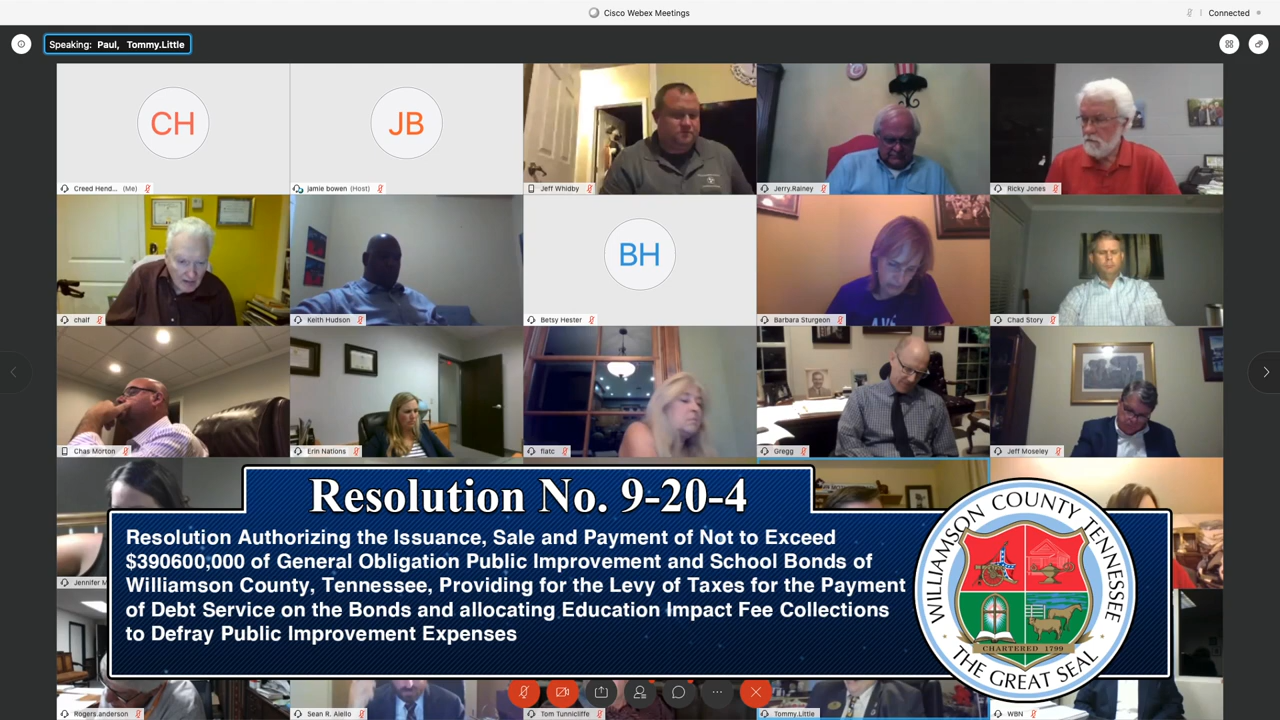 Cisco Webex Meetings
Connected
Speaking: Paul, Tommy.Little
CH
JB
Creed Hend... (Me)
jamie bowen (Host)
Jeff Whidby
Jerry.Rainey
Ricky Jones
BH
chalf
Keith Hudson
Betsy Hester
Barbara Sturgeon
Chad Story
Chas Morton
Erin Nations
flatc
Gregg
Jeff Moseley
Resolution No. 9-20-4
Resolution Authorizing the Issuance, Sale and Payment of Not to Exceed
$390600,000 of General Obligation Public Improvement and School Bonds of
Williamson County, Tennessee, Providing for the Levy of Taxes for the Payment
of Debt Service on the Bonds and allocating Education Impact Fee Collections
to Defray Public Improvement Expenses
WILLIAMSON COUNTY TENNESSEE
CHARTERED 1799
THE GREAT SEAL
Jennifer M
Rogers.anderson
Sean R. Aiello
Tom Tunnicliffe
Tommy.Little
WBN